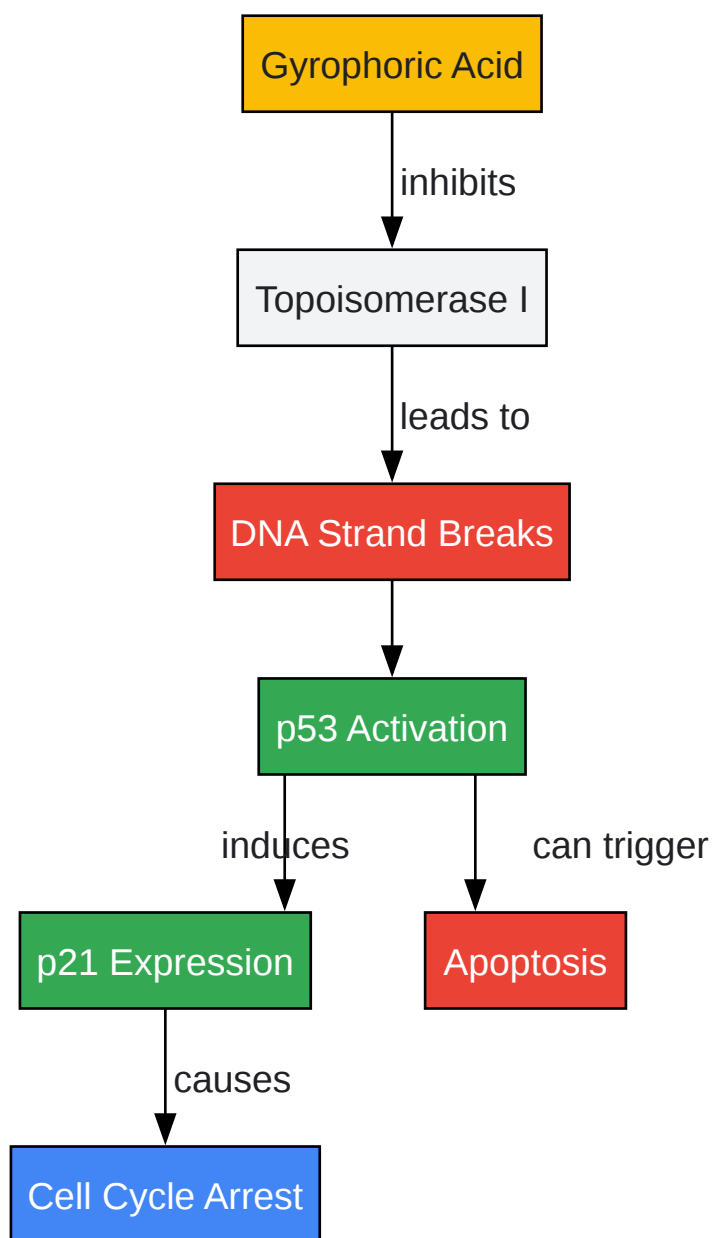 Gyrophoric Acid
inhibits
Topoisomerase I
leads to
DNA Strand Breaks
p53 Activation
induces
can trigger
p21 Expression
Apoptosis
causes
Cell Cycle Arrest